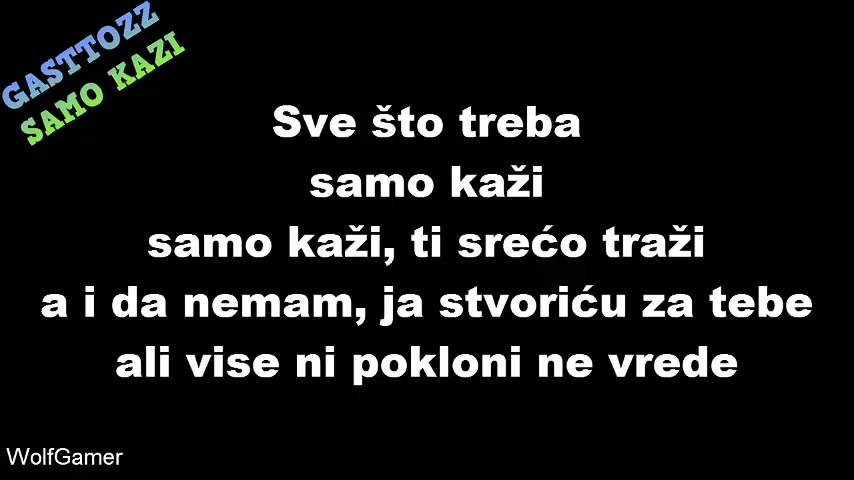 GASTTOZZ
SAMO KAZI
Sve što treba
samo kaži
samo kaži, ti srećo traži
a i da nemam, ja stvoriću za tebe
ali vise ni pokloni ne vrede
WolfGamer